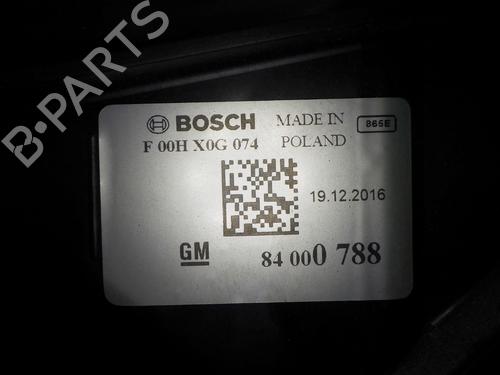 B-PARTS
BOSCH
MADE IN
865E
F 00H X0G 074
POLAND
19.12.2016
GM
84 000 788